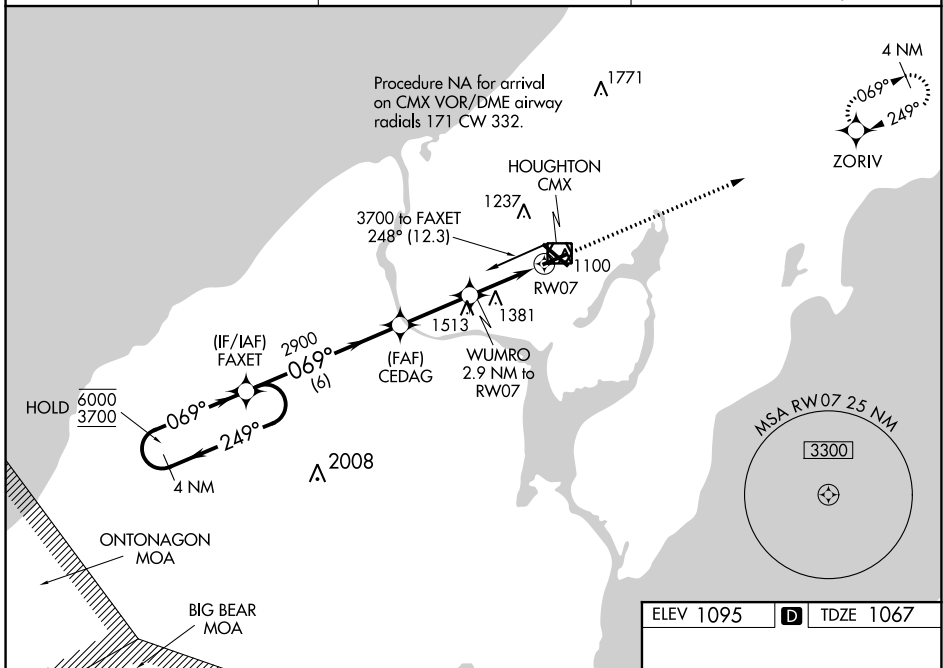 4 NM
069°
249°
ZORIV
1771
Procedure NA for arrival
on CMX VOR/DME airway
radials 171 CW 332.
HOUGHTON
CMX
1237
3700 to FAXET
248° (12.3)
1100
RW07
1381
1513
WUMRO
2.9 NM to
RW07
(FAF)
CEDAG
(IF/IAF)
FAXET
2900
069°
(6)
HOLD 6000
3700
069°
249°
4 NM
2008
MSA RW07 25 NM
3300
ONTONAGON
MOA
BIG BEAR
MOA
ELEV 1095 D TDZE 1067